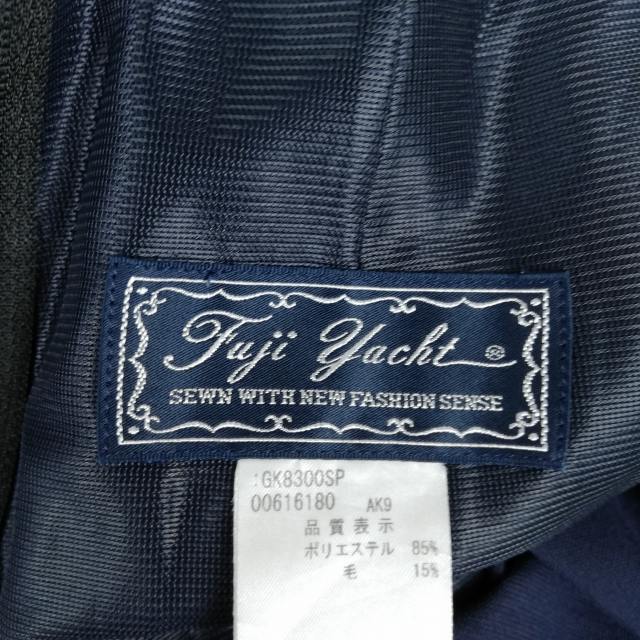 Fuji Yacht ®
SEWN WITH NEW FASHION SENSE
:GK8300SP
00616180 AK9
品質表示
ポリエステル 85%
毛 15%